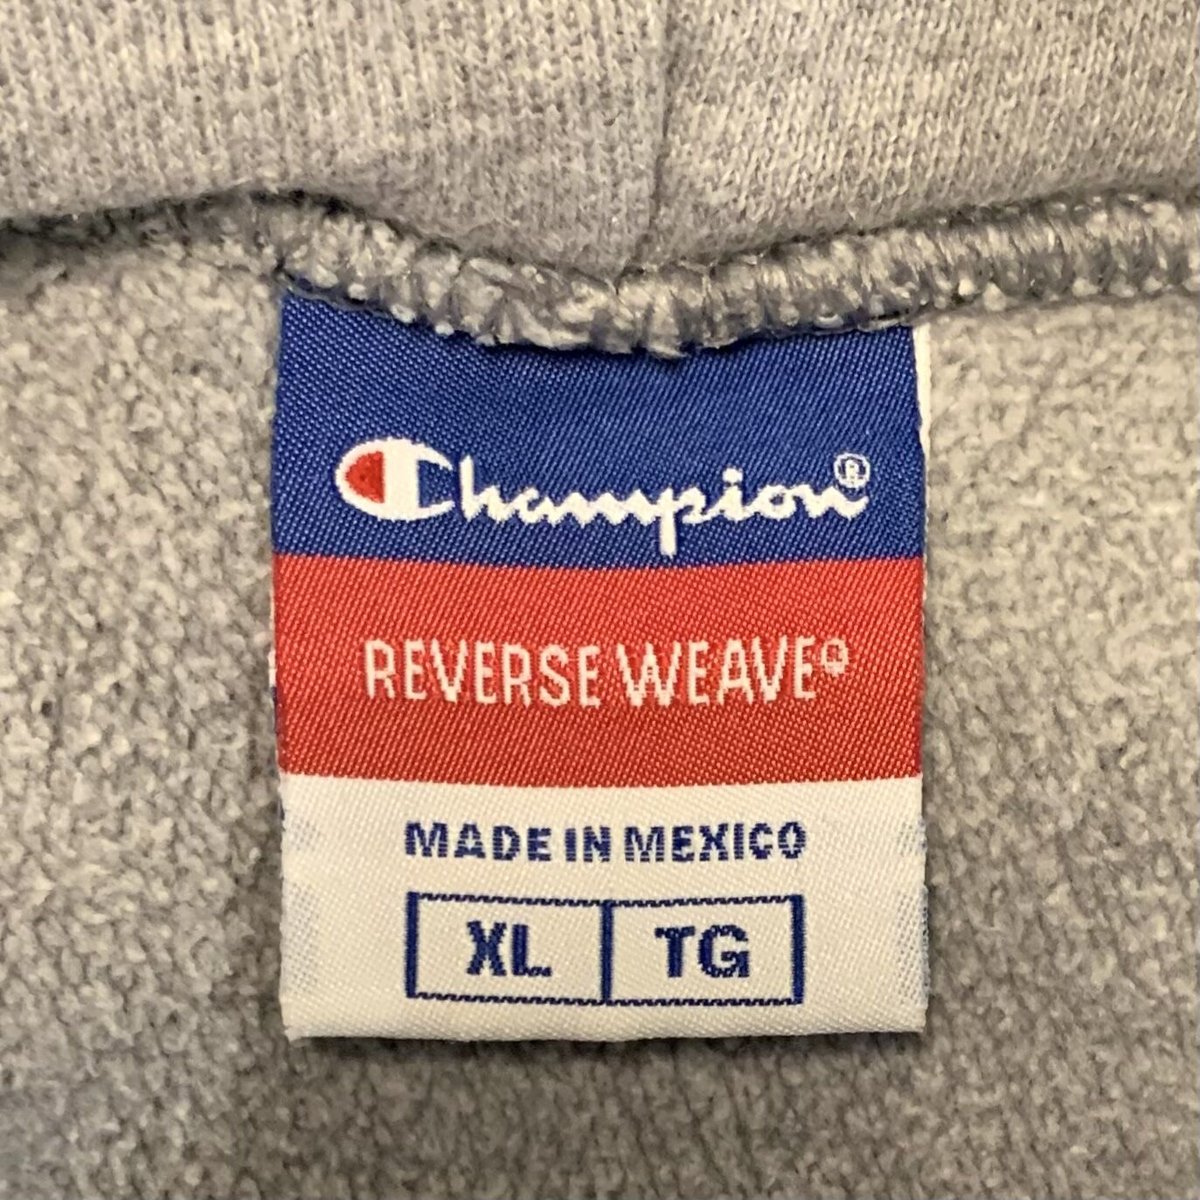 Champion®
REVERSE WEAVE®
MADE IN MEXICO
XL TG